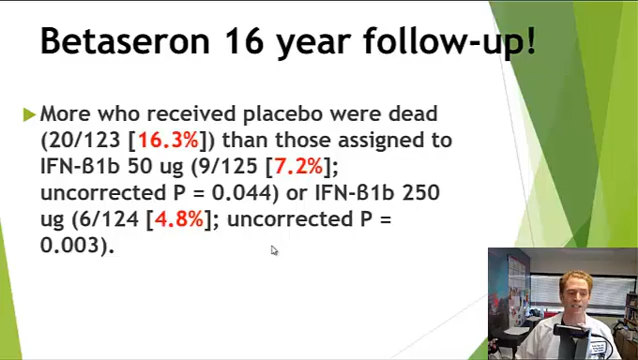 Betaseron 16 year follow-up!
More who received placebo were dead
(20/123 [16.3%]) than those assigned to
IFN-ß1b 50 ug (9/125 [7.2%];
uncorrected P = 0.044) or IFN-ß1b 250
ug (6/124 [4.8%]; uncorrected P =
0.003).